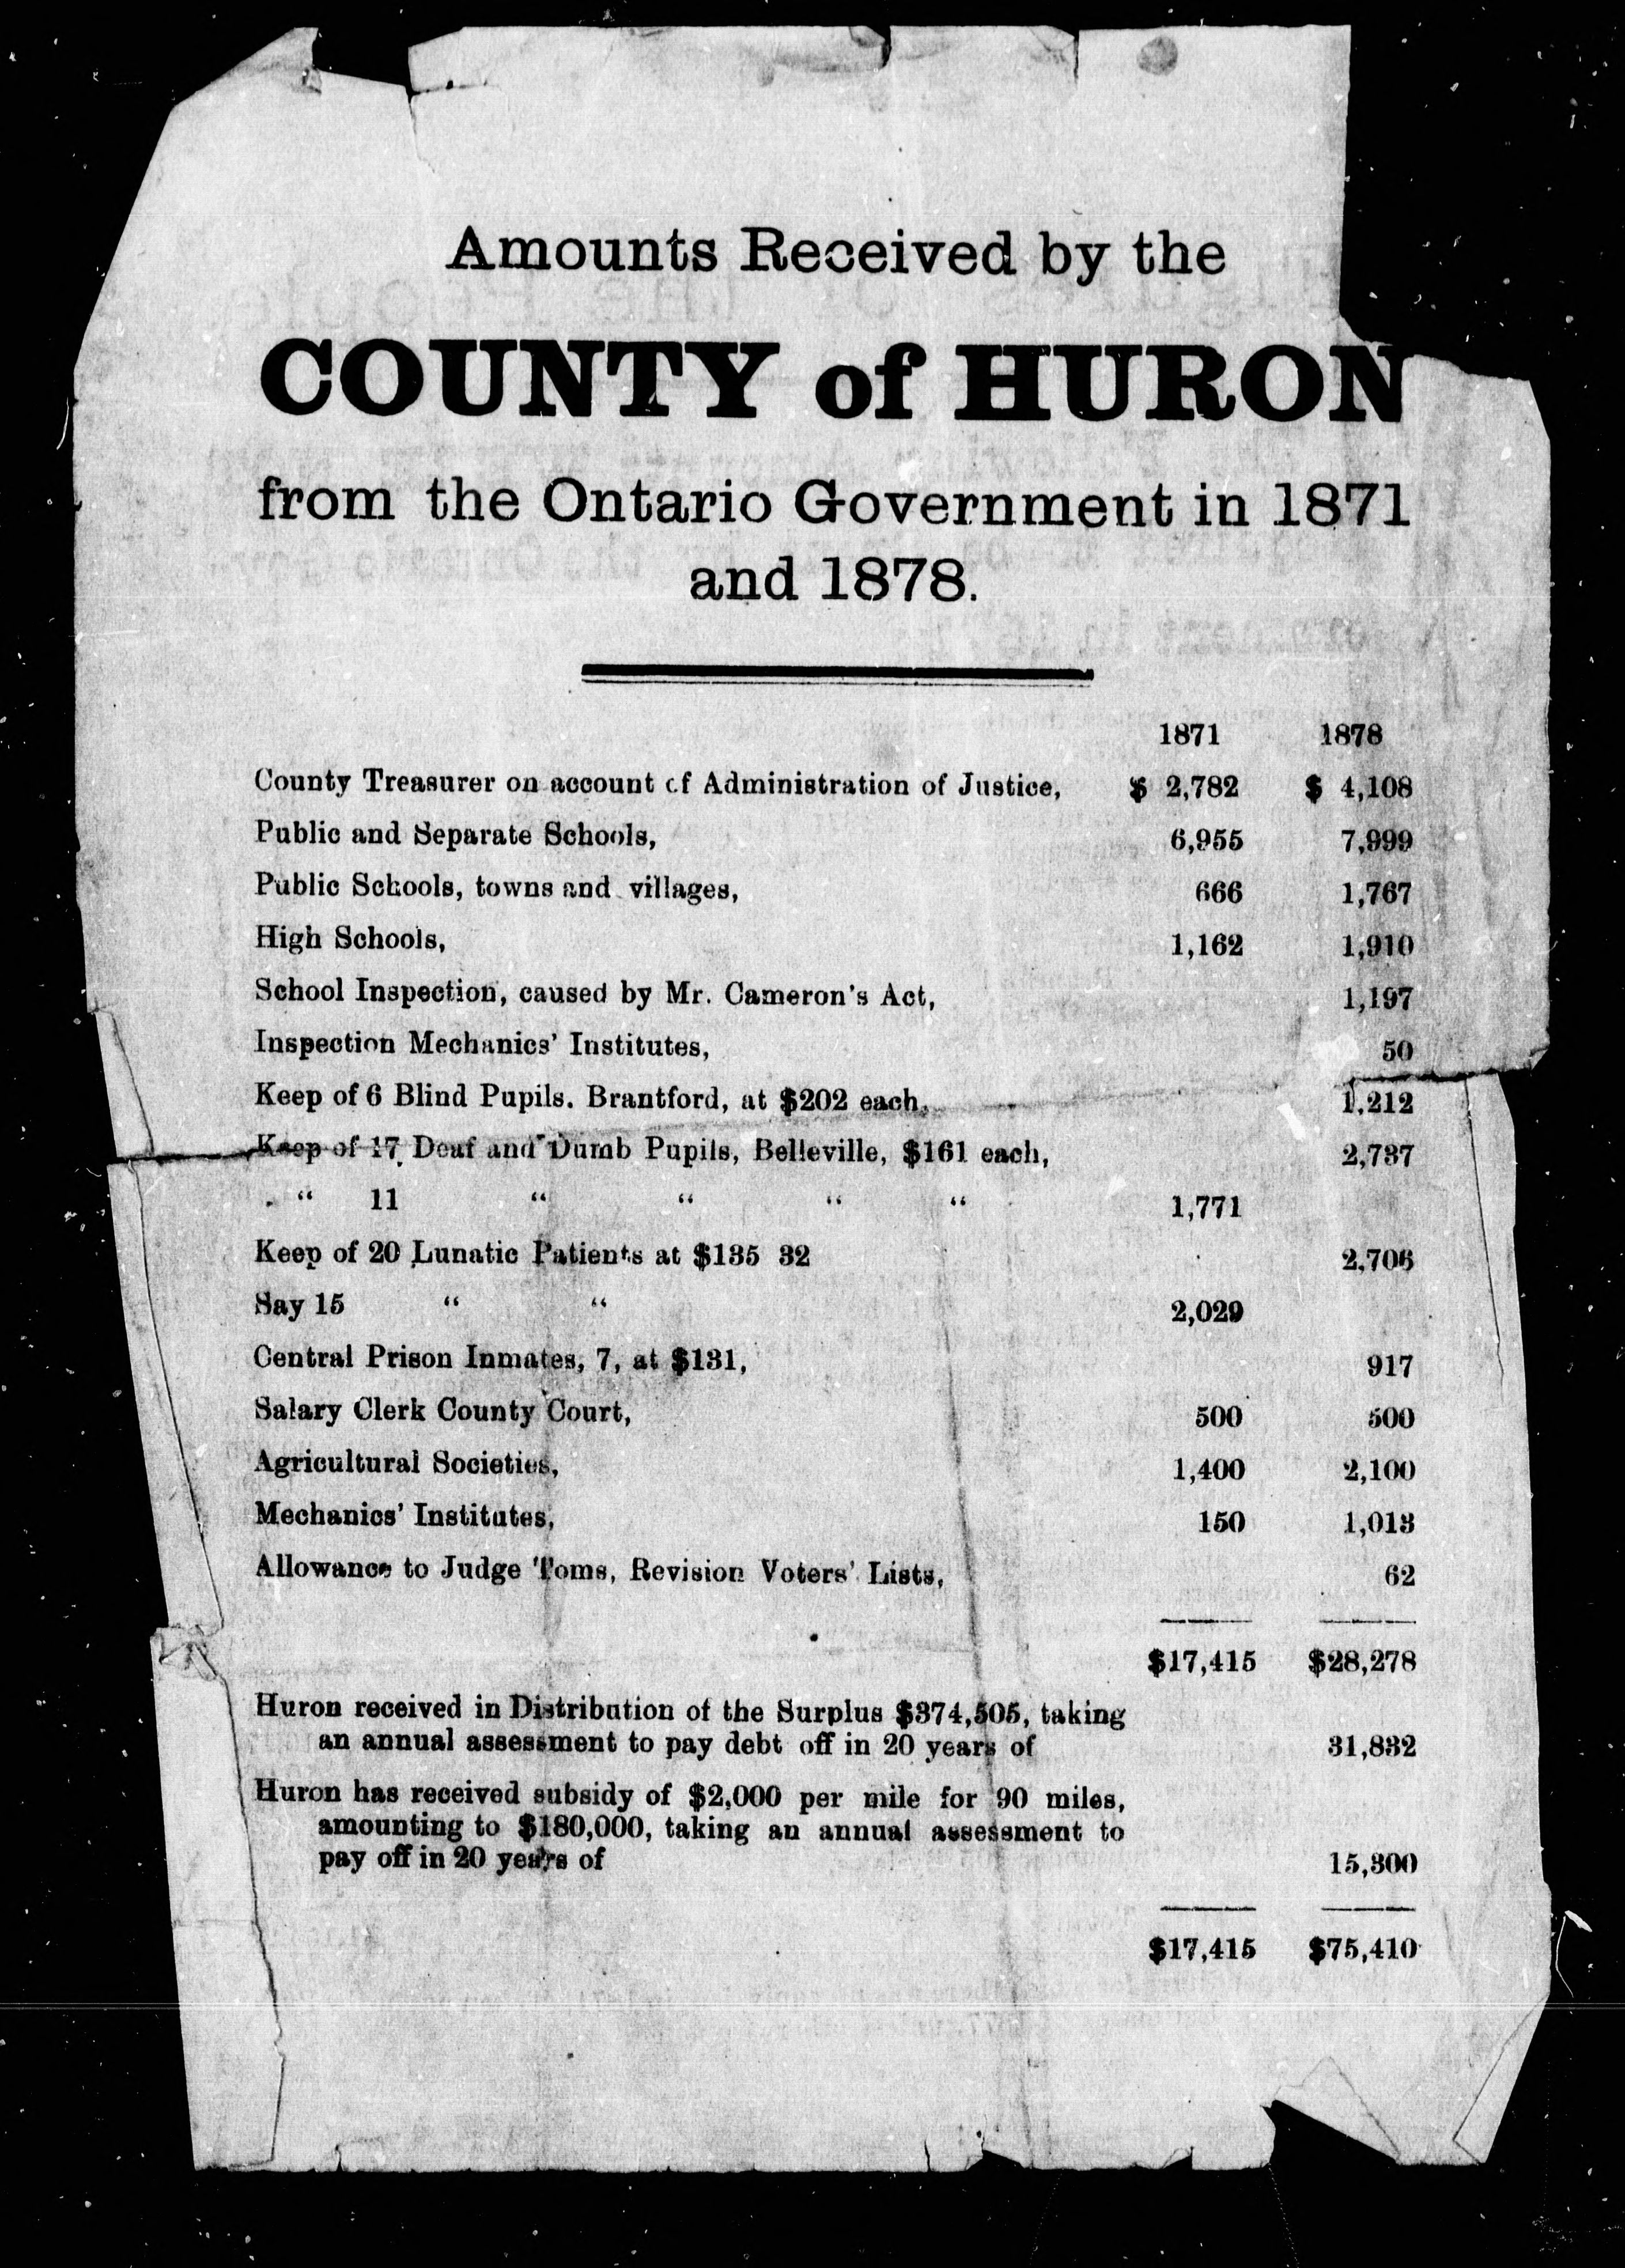 Amounts Received by the
COUNTY of HURON
from the Ontario Government in 1871
and 1878.
1871 1878
County Treasurer on account of Administration of Justice, $ 2,782 $ 4,108
Public and Separate Schools, 6,955 7,999
Public Schools, towns and villages, 666 1,767
High Schools, 1,162 1,910
School Inspection, caused by Mr. Cameron's Act, 1,197
Inspection Mechanics' Institutes, 50
Keep of 6 Blind Pupils. Brantford, at $202 each, 1,212
Keep of 17 Deaf and Dumb Pupils, Belleville, $161 each, 2,737
“ 11 “ “ “ “ 1,771
Keep of 20 Lunatic Patients at $135 32 2,706
Say 15 “ “ 2,029
Central Prison Inmates, 7, at $131, 917
Salary Clerk County Court, 500 500
Agricultural Societies, 1,400 2,100
Mechanics' Institutes, 150 1,013
Allowance to Judge Toms, Revision Voters' Lists, 62
$17,415 $28,278
Huron received in Distribution of the Surplus $374,505, taking
an annual assessment to pay debt off in 20 years of 31,832
Huron has received subsidy of $2,000 per mile for 90 miles,
amounting to $180,000, taking an annual assessment to
pay off in 20 years of 15,300
$17,415 $75,410